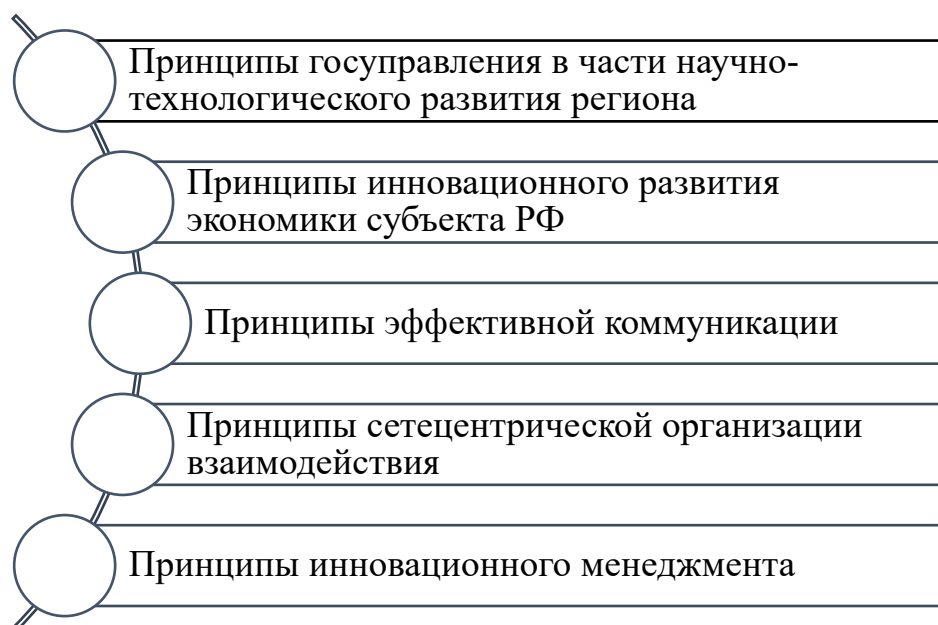 Принципы госуправления в части научно-
технологического развития региона
Принципы инновационного развития
экономики субъекта РФ
Принципы эффективной коммуникации
Принципы сетецентрической организации
взаимодействия
Принципы инновационного менеджмента